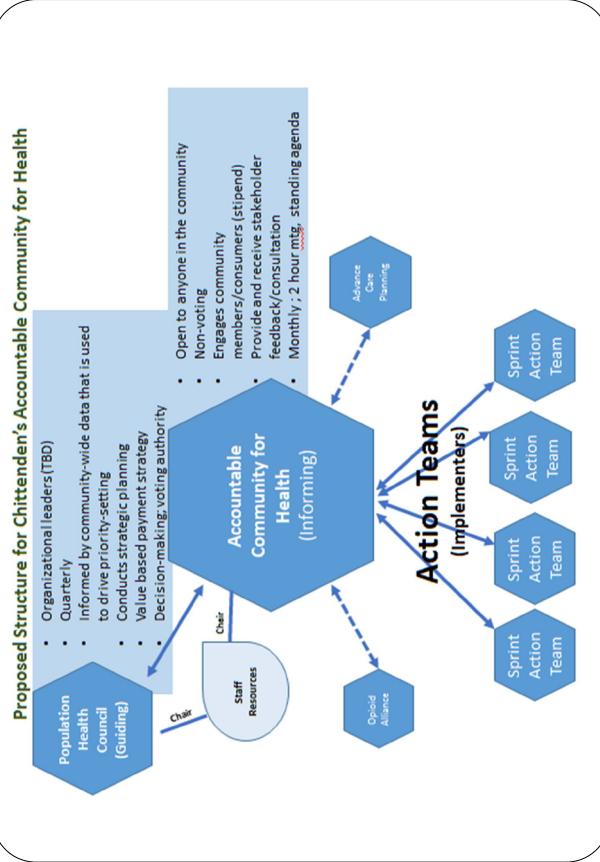 Proposed Structure for Chittenden's Accountable Community for Health
Population
Health
Council
(Guiding)
• Organizational leaders (TBD)
• Quarterly
• Informed by community-wide data that is used
to drive priority-setting
• Conducts strategic planning
• Value based payment strategy
• Decision-making; voting authority
Chair
Staff
Resources
Chair
Accountable
Community for
Health
(Informing)
• Open to anyone in the community
• Non-voting
• Engages community
members/consumers (stipend)
• Provide and receive stakeholder
feedback/consultation
• Monthly ; 2 hour mtg, standing agenda
Opioid
Alliance
Advance
Care
Planning
Action Teams
(Implementers)
Sprint
Action
Team
Sprint
Action
Team
Sprint
Action
Team
Sprint
Action
Team